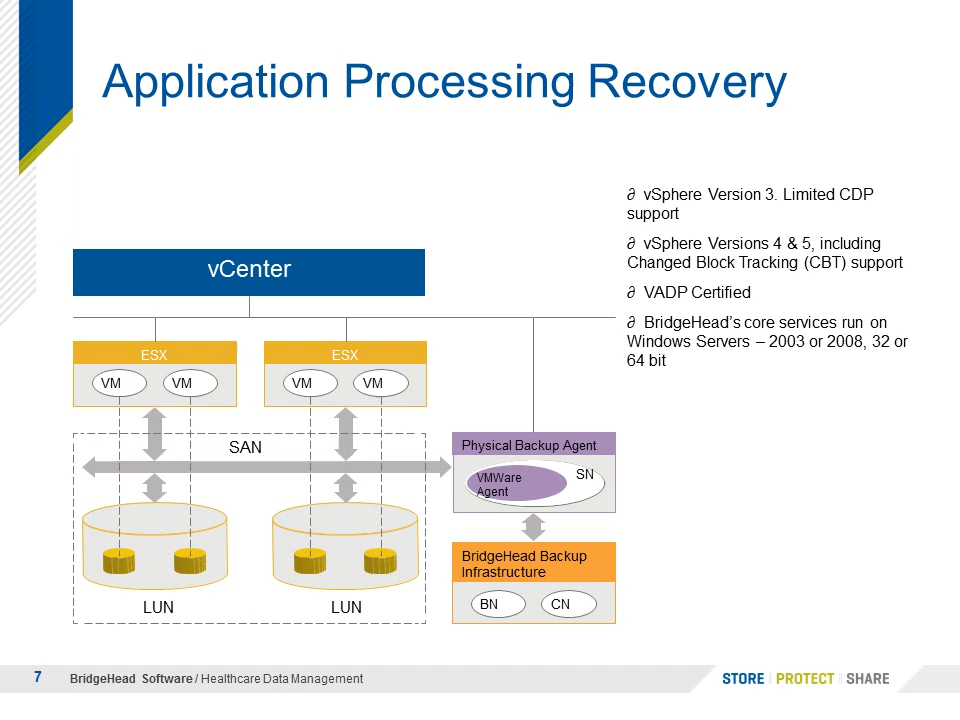 Application Processing Recovery
∂ vSphere Version 3. Limited CDP
support
∂ vSphere Versions 4 & 5, including
Changed Block Tracking (CBT) support
∂ VADP Certified
∂ BridgeHead’s core services run on
Windows Servers – 2003 or 2008, 32 or
64 bit
vCenter
ESX
ESX
VM
VM
VM
VM
SAN
Physical Backup Agent
VMWare
Agent
SN
BridgeHead Backup
Infrastructure
BN
CN
LUN
LUN
7
BridgeHead Software / Healthcare Data Management
STORE | PROTECT | SHARE